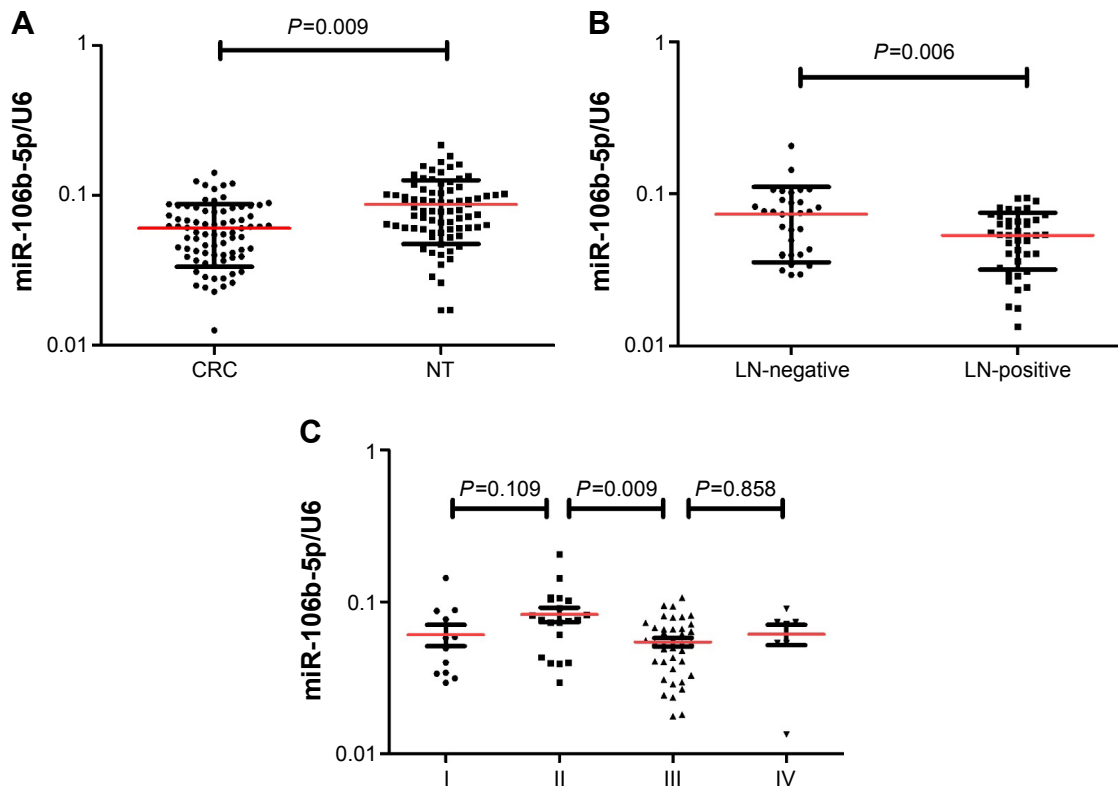 A
P=0.009
1
miR-106b-5p/U6
0.1
0.01
CRC
NT
B
P=0.006
1
miR-106b-5p/U6
0.1
0.01
LN-negative
LN-positive
C
1
P=0.109
P=0.009
P=0.858
miR-106b-5p/U6
0.1
0.01
I
II
III
IV